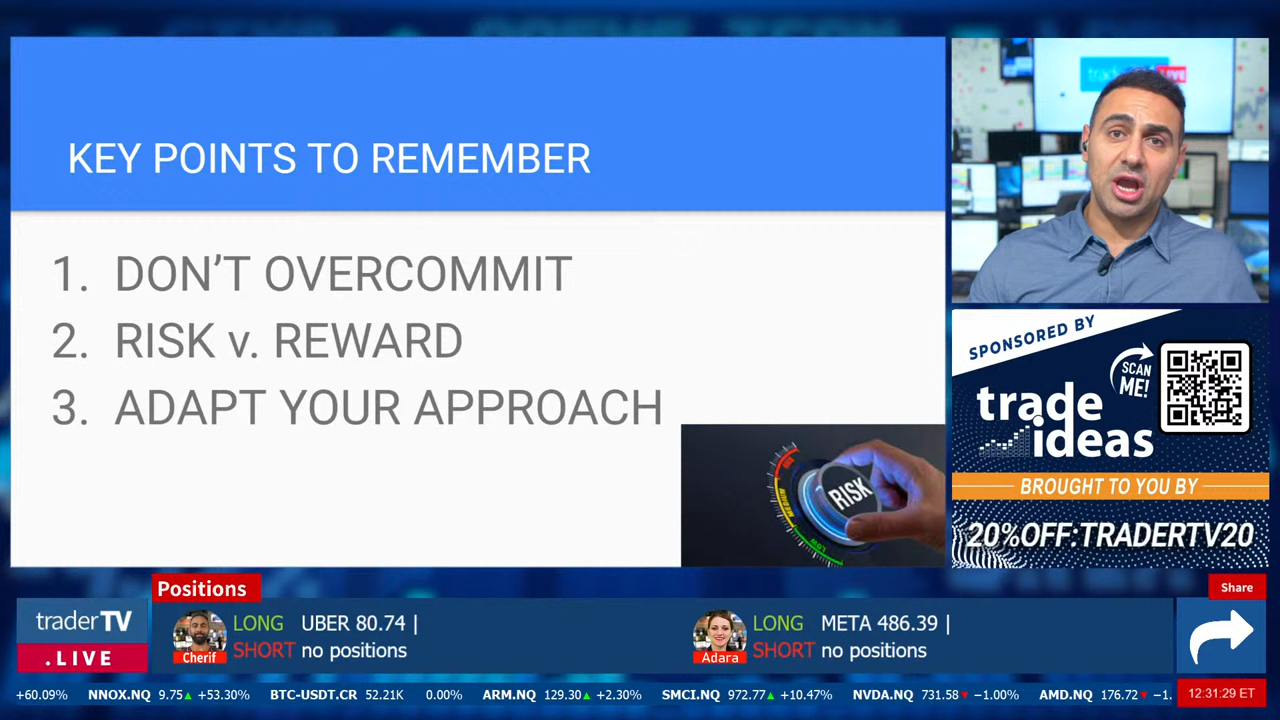 KEY POINTS TO REMEMBER
1. DON'T OVERCOMMIT
2. RISK v. REWARD
3. ADAPT YOUR APPROACH
RISK
MEDIUM
LOW
LIVE
SPONSORED BY
SCAN
ME!
trade
ideas
BROUGHT TO YOU BY
20%OFF:TRADERTV20
Positions
Share
traderTV
.LIVE
Cherif
LONG UBER 80.74 |
SHORT no positions
Adara
LONG META 486.39 |
SHORT no positions
+60.09% NNOX.NQ 9.75▲ +53.30% BTC-USDT.CR 52.21K 0.00% ARM.NQ 129.30▲ +2.30% SMCI.NQ 972.77▲ +10.47% NVDA.NQ 731.58▼ −1.00% AMD.NQ 176.72▼ −1.
12:31:29 ET